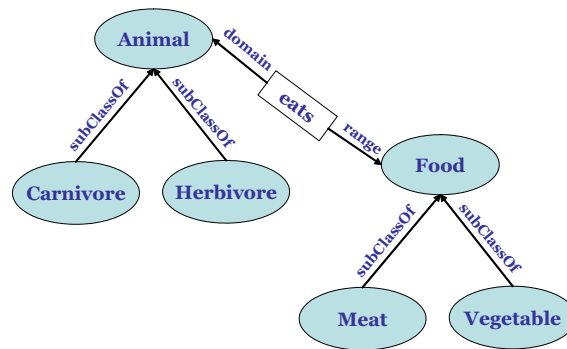 Animal
domain
eats
range
subClassOf
subClassOf
Carnivore
Herbivore
Food
subClassOf
subClassOf
Meat
Vegetable